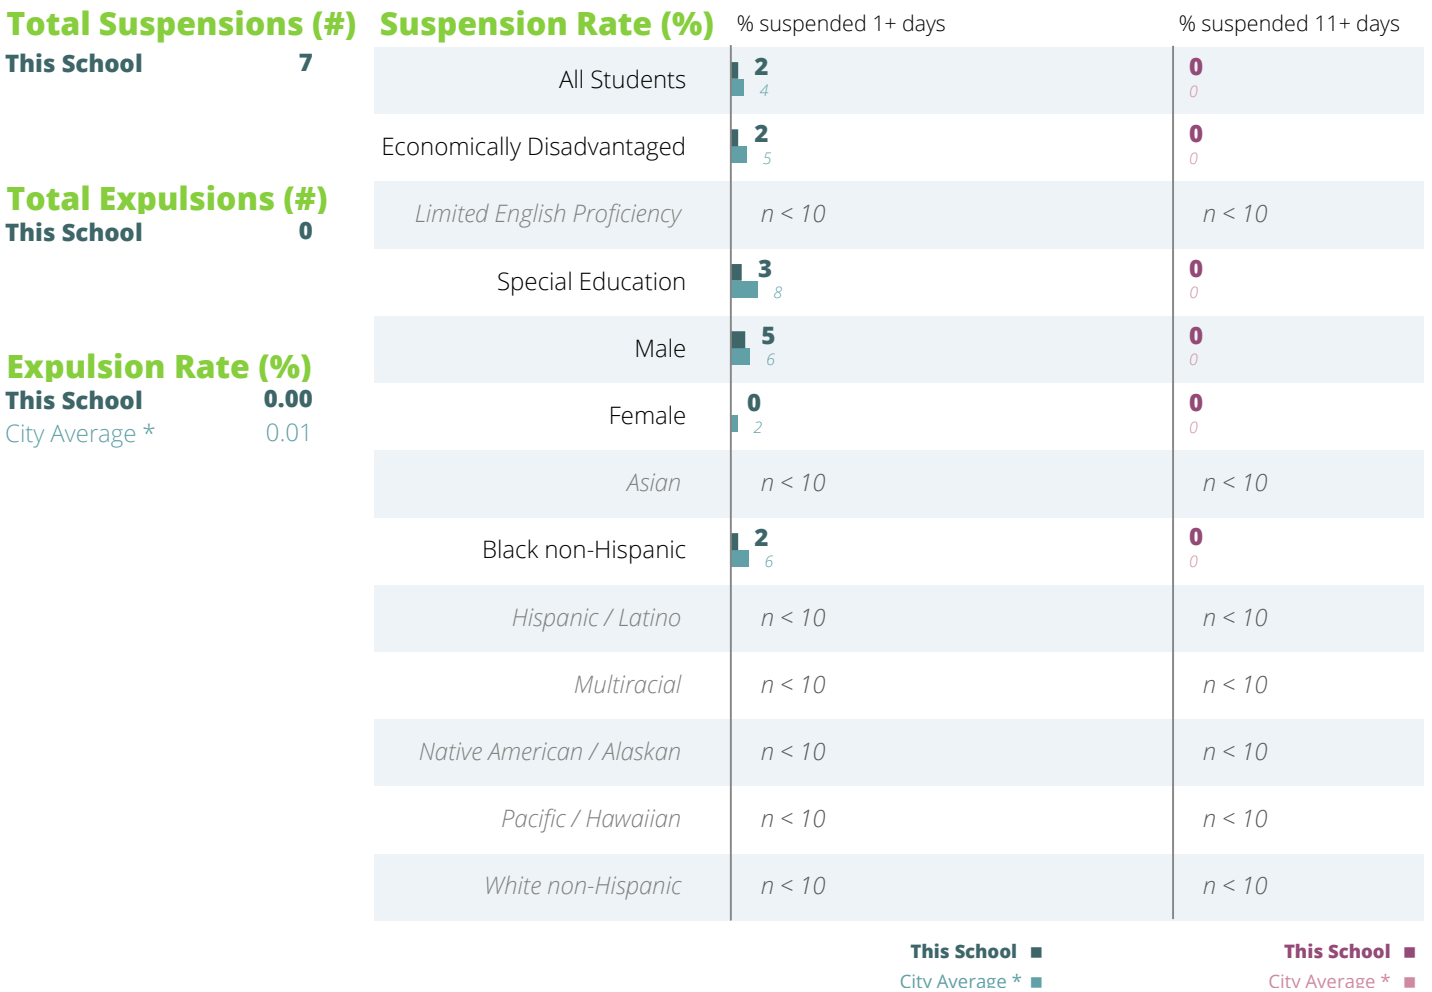 Total Suspensions (#)
This School 7
Total Expulsions (#)
This School 0
Expulsion Rate (%)
This School 0.00
City Average * 0.01
Suspension Rate (%) % suspended 1+ days % suspended 11+ days
All Students 2 0
4 0
Economically Disadvantaged 2 0
5 0
Limited English Proficiency n < 10 n < 10
Special Education 3 0
8 0
Male 5 0
6 0
Female 0 0
2 0
Asian n < 10 n < 10
Black non-Hispanic 2 0
6 0
Hispanic / Latino n < 10 n < 10
Multiracial n < 10 n < 10
Native American / Alaskan n < 10 n < 10
Pacific / Hawaiian n < 10 n < 10
White non-Hispanic n < 10 n < 10
This School This School
City Average * City Average *